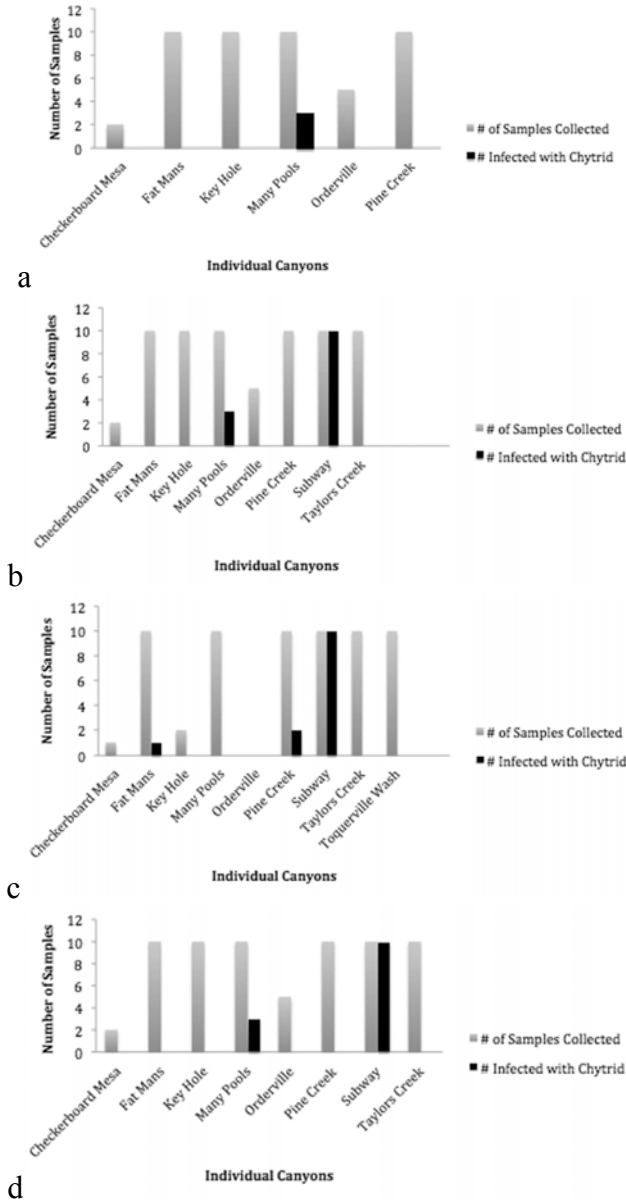 12
10
8
6
4
2
0
Number of Samples
Checkerboard Mesa
Fat Mans
Key Hole
Many Pools
Orderville
Pine Creek
# of Samples Collected
# Infected with Chytrid
Individual Canyons
a
12
10
8
6
4
2
0
Number of Samples
Checkerboard Mesa
Fat Mans
Key Hole
Many Pools
Orderville
Pine Creek
Subway
Taylors Creek
# of Samples Collected
# Infected with Chytrid
Individual Canyons
b
12
10
8
6
4
2
0
Number of Samples
Checkerboard Mesa
Fat Mans
Key Hole
Many Pools
Orderville
Pine Creek
Subway
Taylors Creek
Toquerville Wash
# of Samples Collected
# Infected with Chytrid
Individual Canyons
c
12
10
8
6
4
2
0
Number of Samples
Checkerboard Mesa
Fat Mans
Key Hole
Many Pools
Orderville
Pine Creek
Subway
Taylors Creek
# of Samples Collected
# Infected with Chytrid
Individual Canyons
d